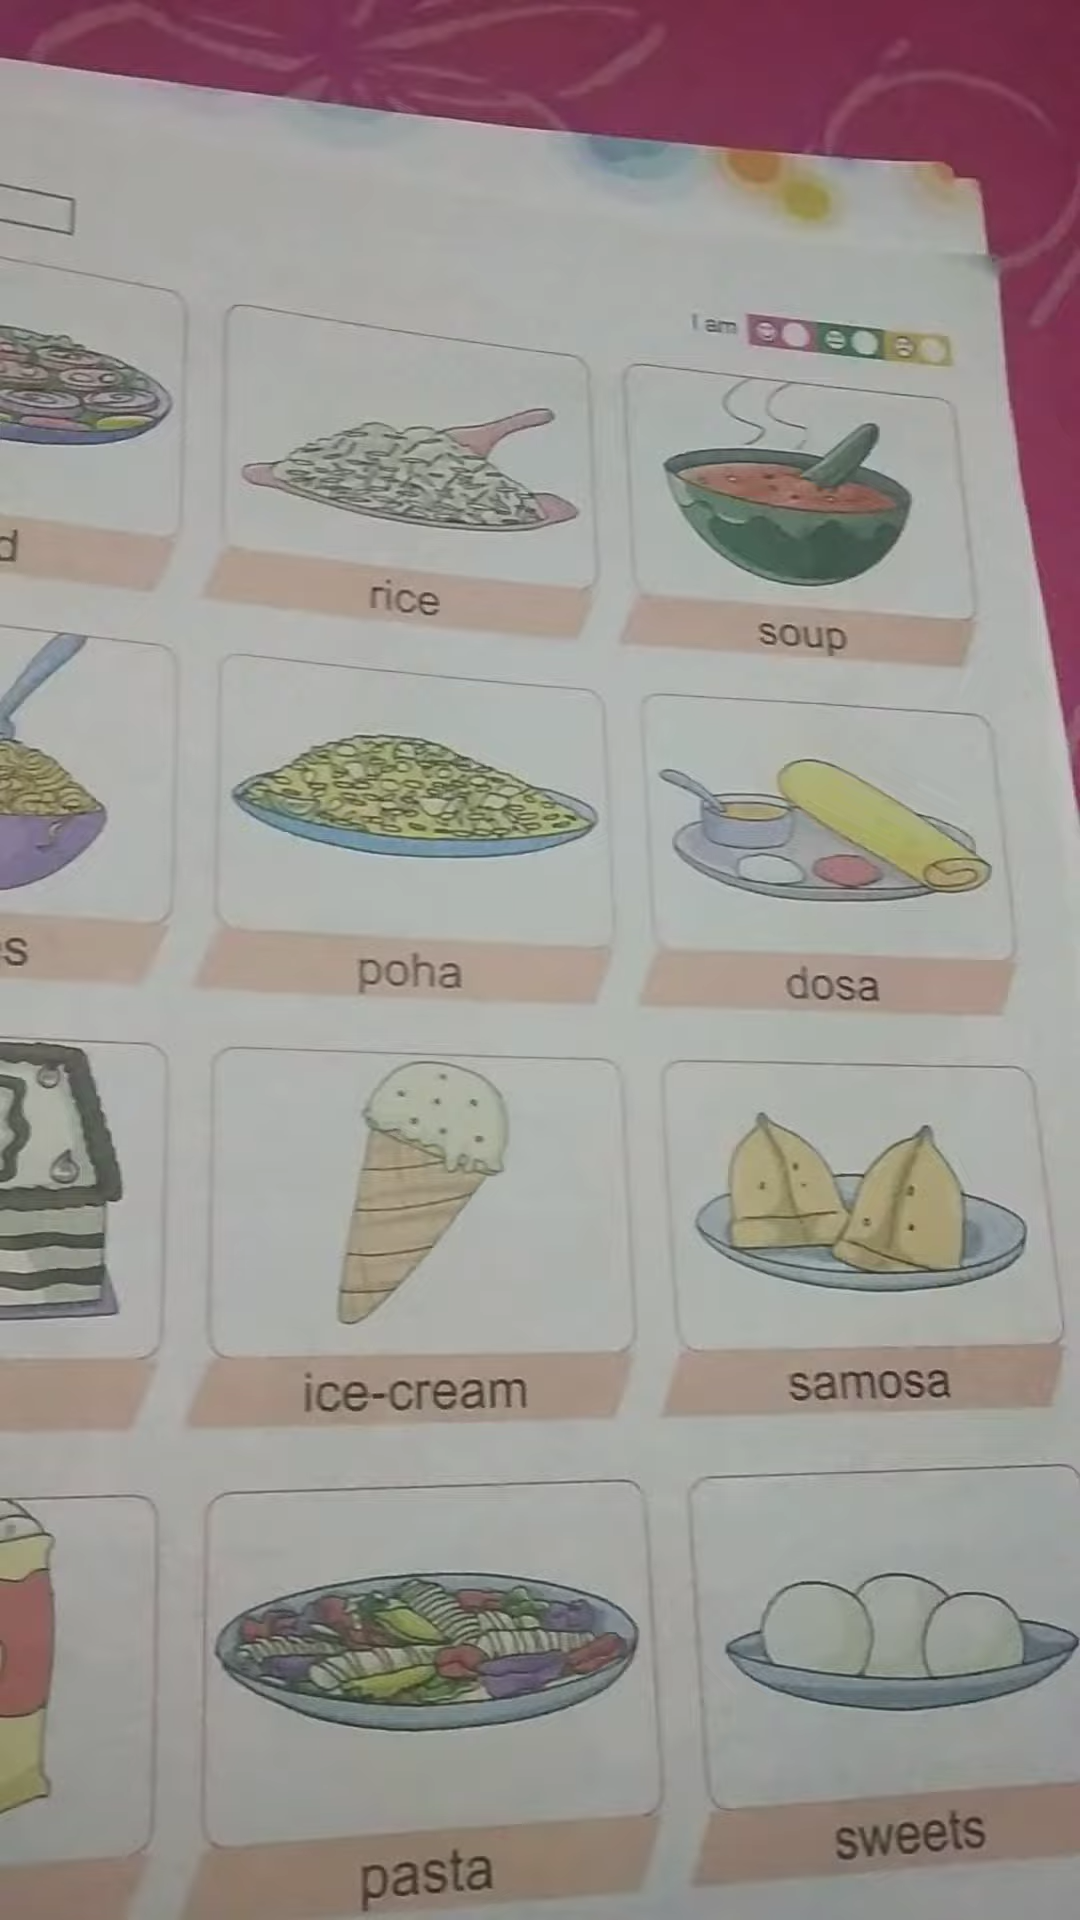 I am
d
rice
soup
s
poha
dosa
ice-cream
samosa
pasta
sweets